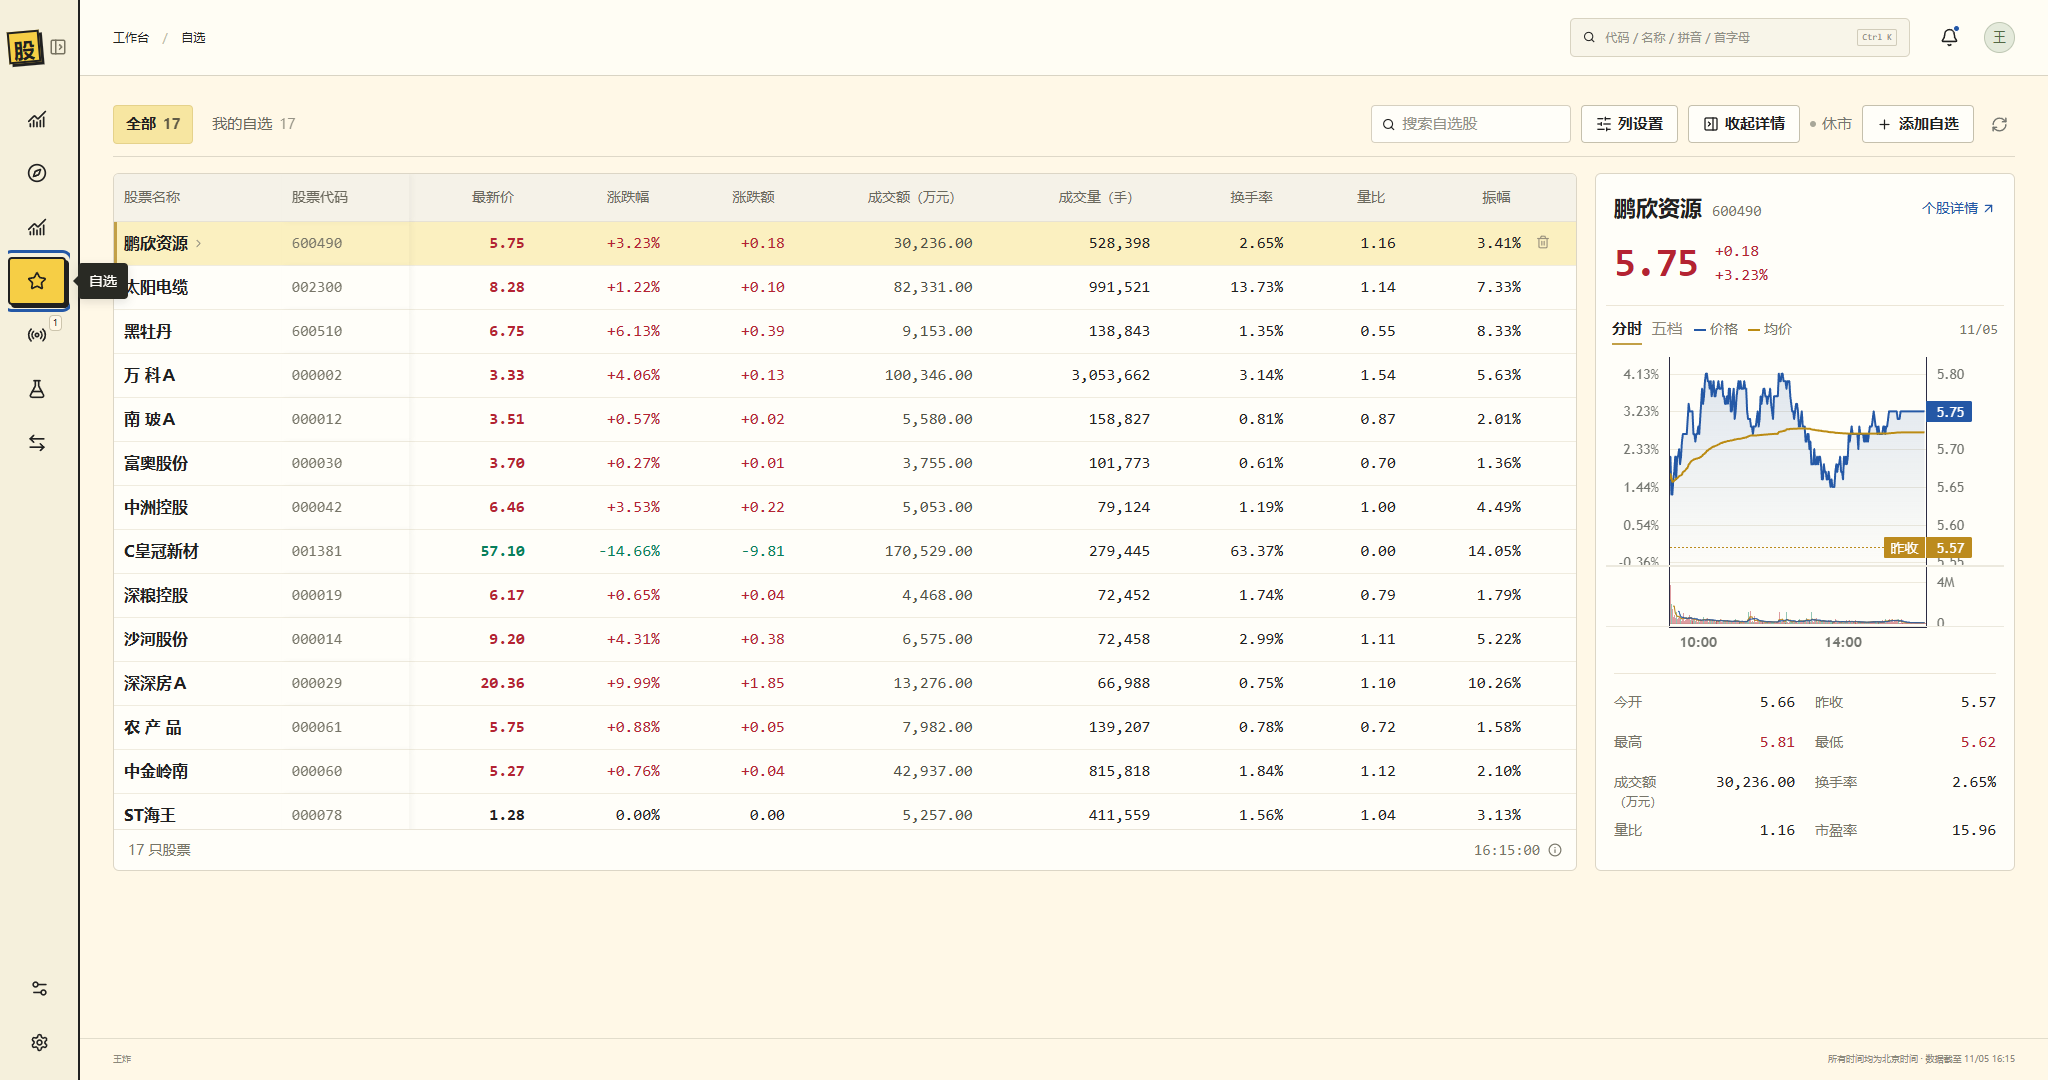 股
工作台 / 自选
代码 / 名称 / 拼音 / 首字母 Ctrl K
王
全部 17 我的自选 17
搜索自选股 列设置 收起详情 休市 添加自选
自选
1
股票名称 股票代码 最新价 涨跌幅 涨跌额 成交额 (万元) 成交量 (手) 换手率 量比 振幅
鹏欣资源 600490 5.75 +3.23% +0.18 30,236.00 528,398 2.65% 1.16 3.41%
太阳电缆 002300 8.28 +1.22% +0.10 82,331.00 991,521 13.73% 1.14 7.33%
黑牡丹 600510 6.75 +6.13% +0.39 9,153.00 138,843 1.35% 0.55 8.33%
万 科A 000002 3.33 +4.06% +0.13 100,346.00 3,053,662 3.14% 1.54 5.63%
南 玻A 000012 3.51 +0.57% +0.02 5,580.00 158,827 0.81% 0.87 2.01%
富奥股份 000030 3.70 +0.27% +0.01 3,755.00 101,773 0.61% 0.70 1.36%
中洲控股 000042 6.46 +3.53% +0.22 5,053.00 79,124 1.19% 1.00 4.49%
C皇冠新材 001381 57.10 -14.66% -9.81 170,529.00 279,445 63.37% 0.00 14.05%
深粮控股 000019 6.17 +0.65% +0.04 4,468.00 72,452 1.74% 0.79 1.79%
沙河股份 000014 9.20 +4.31% +0.38 6,575.00 72,458 2.99% 1.11 5.22%
深深房A 000029 20.36 +9.99% +1.85 13,276.00 66,988 0.75% 1.10 10.26%
农 产 品 000061 5.75 +0.88% +0.05 7,982.00 139,207 0.78% 0.72 1.58%
中金岭南 000060 5.27 +0.76% +0.04 42,937.00 815,818 1.84% 1.12 2.10%
ST海王 000078 1.28 0.00% 0.00 5,257.00 411,559 1.56% 1.04 3.13%
17 只股票 16:15:00
鹏欣资源 600490 个股详情
5.75 +0.18
+3.23%
分时 五档 价格 均价 11/05
4.13% 5.80
3.23% 5.75
2.33% 5.70
1.44% 5.65
0.54% 5.60
昨收 5.57
-0.36% 5.55
4M
0
10:00 14:00
今开 5.66 昨收 5.57
最高 5.81 最低 5.62
成交额 30,236.00 换手率 2.65%
(万元)
量比 1.16 市盈率 15.96
王炸 所有时间均为北京时间 · 数据截至 11/05 16:15